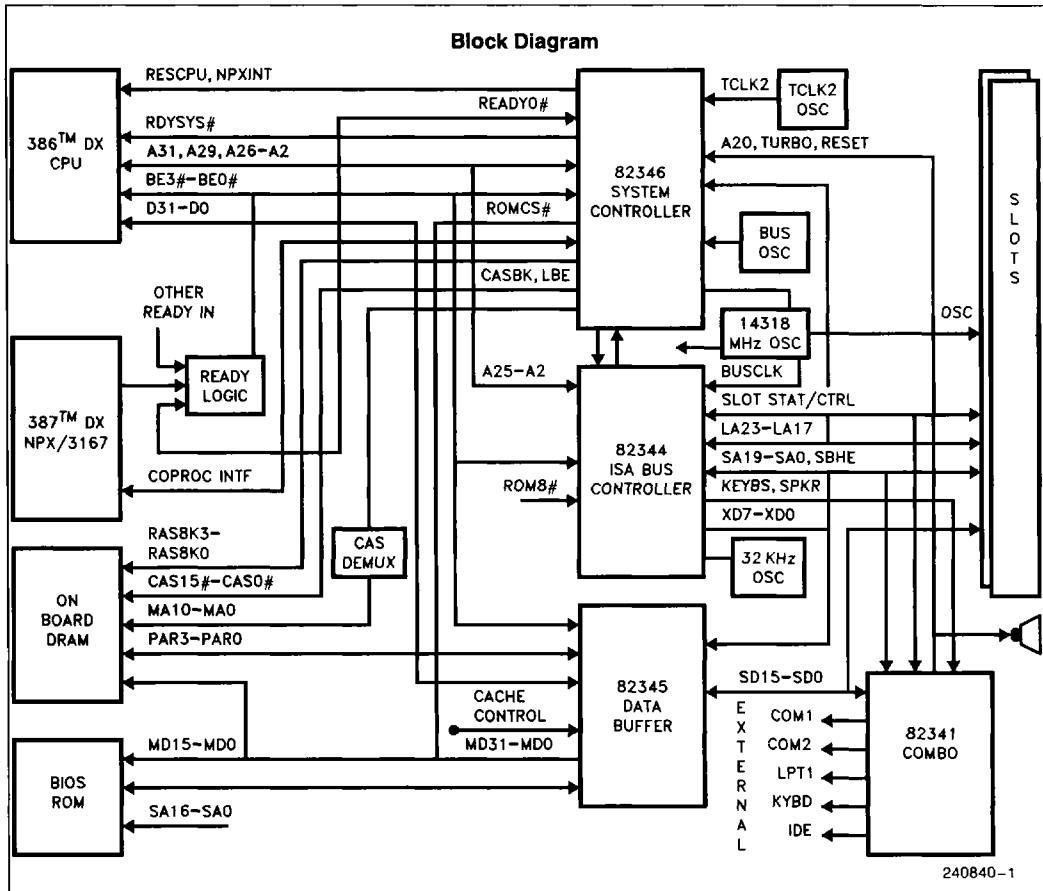 Block Diagram
386™ DX
CPU
RESCPU, NPXINT
READYO#
RDYSYS#
A31, A29, A26–A2
BE3#–BE0#
D31–D0
ROMCS#
CASBK, LBE
82346
SYSTEM
CONTROLLER
TCLK2
TCLK2
OSC
A20, TURBO, RESET
BUS
OSC
SLOTS
OTHER
READY IN
READY
LOGIC
387™ DX
NPX/3167
COPROC INTF
14318
MHz OSC
OSC
BUSCLK
A25–A2
SLOT STAT/CTRL
LA23–LA17
SA19–SA0, SBHE
82344
ISA BUS
CONTROLLER
ROM8#
KEYBS, SPKR
XD7–XD0
32 KHz
OSC
CAS
DEMUX
ON
BOARD
DRAM
RAS8K3–
RAS8K0
CAS15#–CAS0#
MA10–MA0
PAR3–PAR0
82345
DATA
BUFFER
CACHE
CONTROL
MD31–MD0
SD15–SD0
BIOS
ROM
MD15–MD0
SA16–SA0
EXTERNAL
COM1
COM2
LPT1
KYBD
IDE
82341
COMBO
240840–1